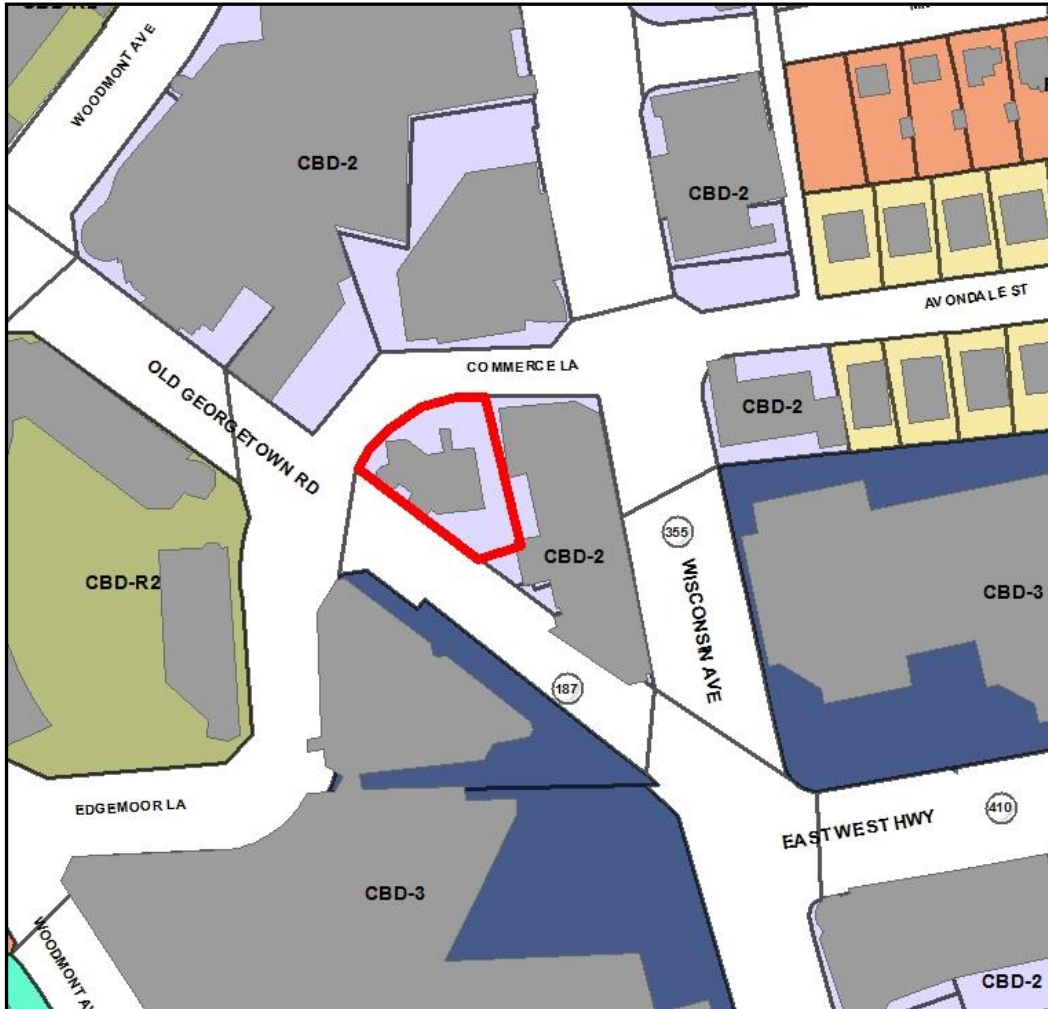 WOODMONT AVE
CBD-2
CBD-2
AVONDALE ST
COMMERCE LA
OLD GEORGETOWN RD
CBD-2
355
CBD-2
CBD-R2
WISCONSIN AVE
CBD-3
187
EDGEMOOR LA
410
EAST WEST HWY
CBD-3
CBD-2